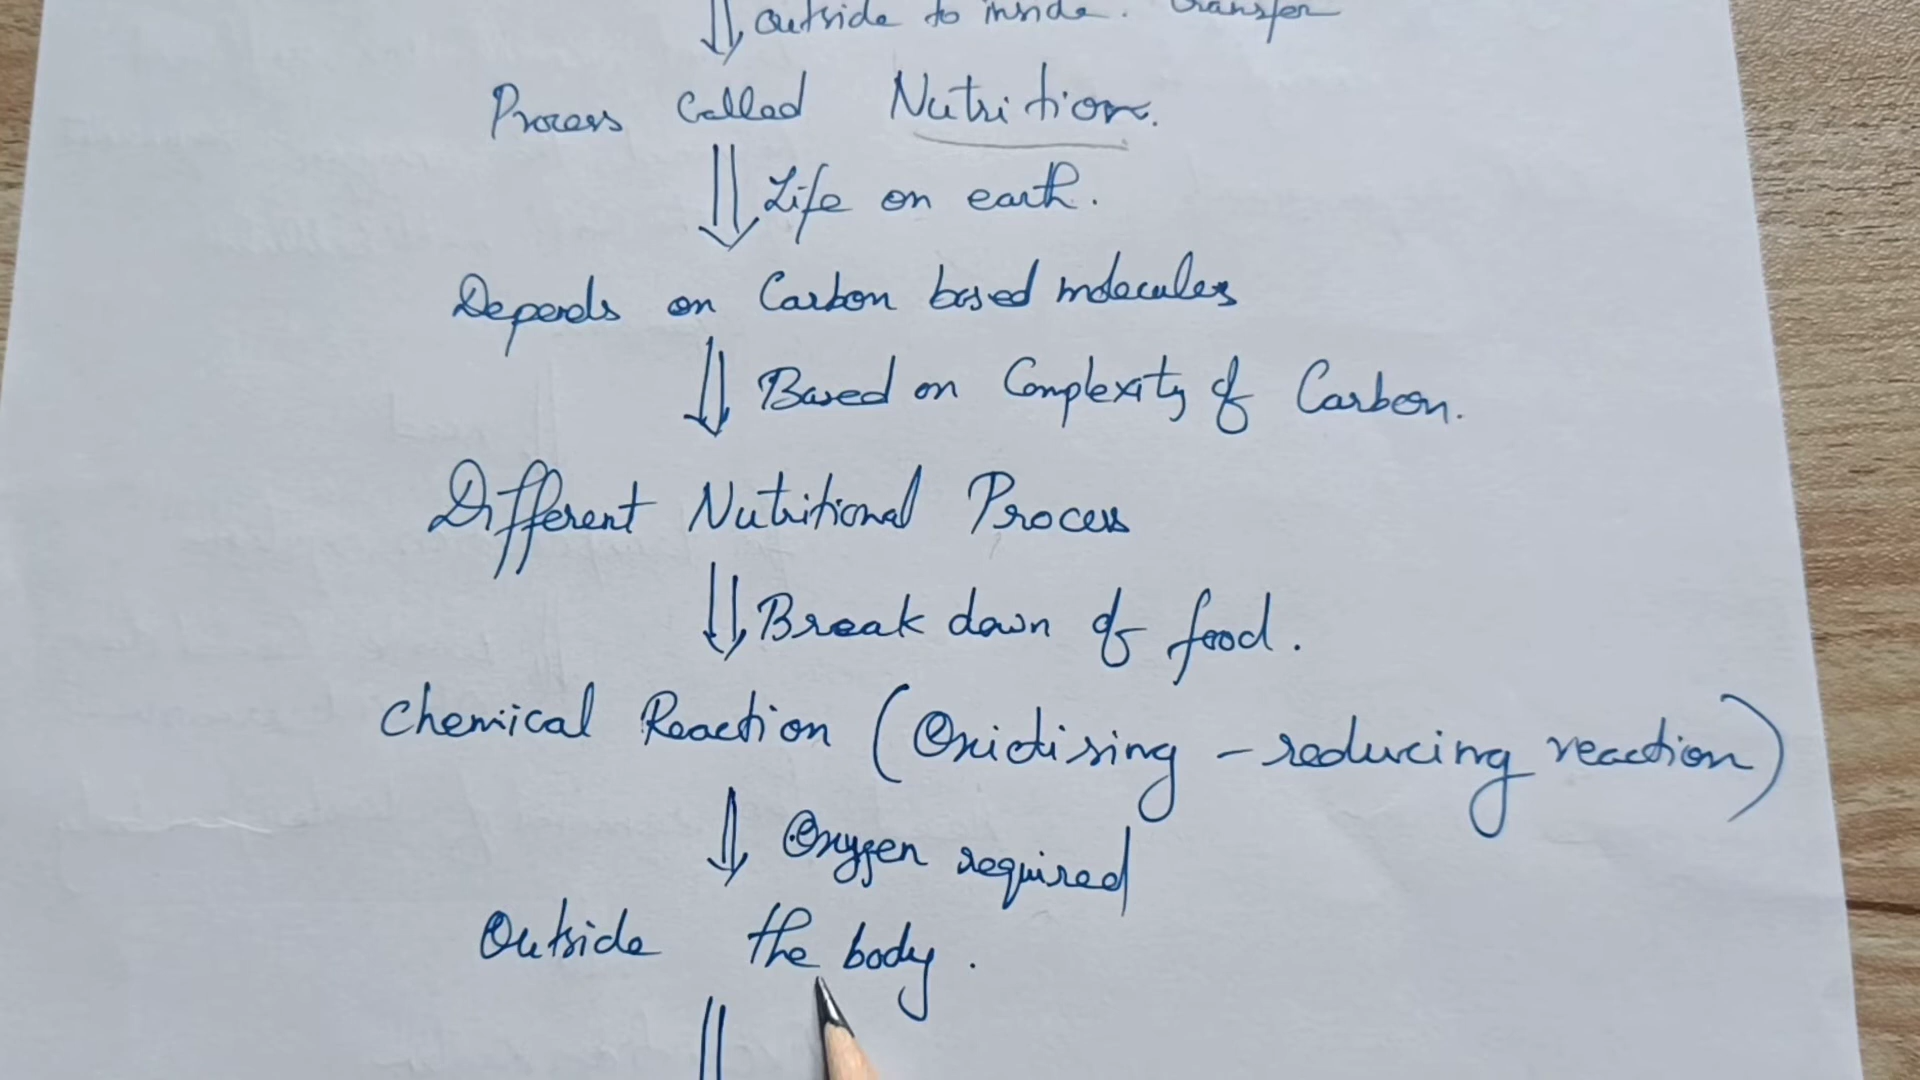 outside to inside. transfer
Process Called Nutrition.
Life on earth.
Depends on Carbon based molecules
Based on Complexity of Carbon.
Different Nutritional Process
Break down of food.
Chemical Reaction (Oxidising - reducing reaction)
Oxygen required
Outside the body.